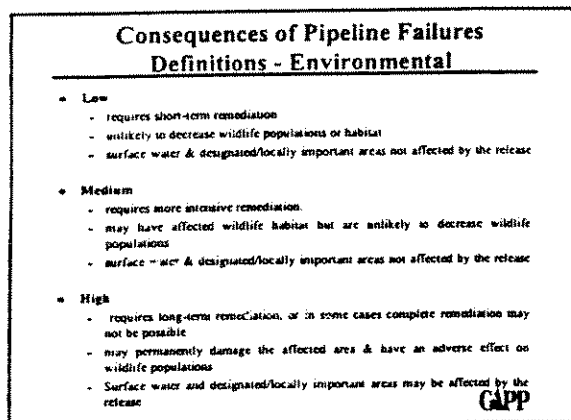 Consequences of Pipeline Failures
Definitions - Environmental
• Low
- requires short-term remediation
- unlikely to decrease wildlife populations or habitat
- surface water & designated/locally important areas not affected by the release
• Medium
- requires more intensive remediation.
- may have affected wildlife habitat but are unlikely to decrease wildlife
populations
- surface water & designated/locally important areas not affected by the release
• High
- requires long-term remediation, or in some cases complete remediation may
not be possible
- may permanently damage the affected area & have an adverse effect on
wildlife populations
- Surface water and designated/locally important areas may be affected by the
release
CAPP